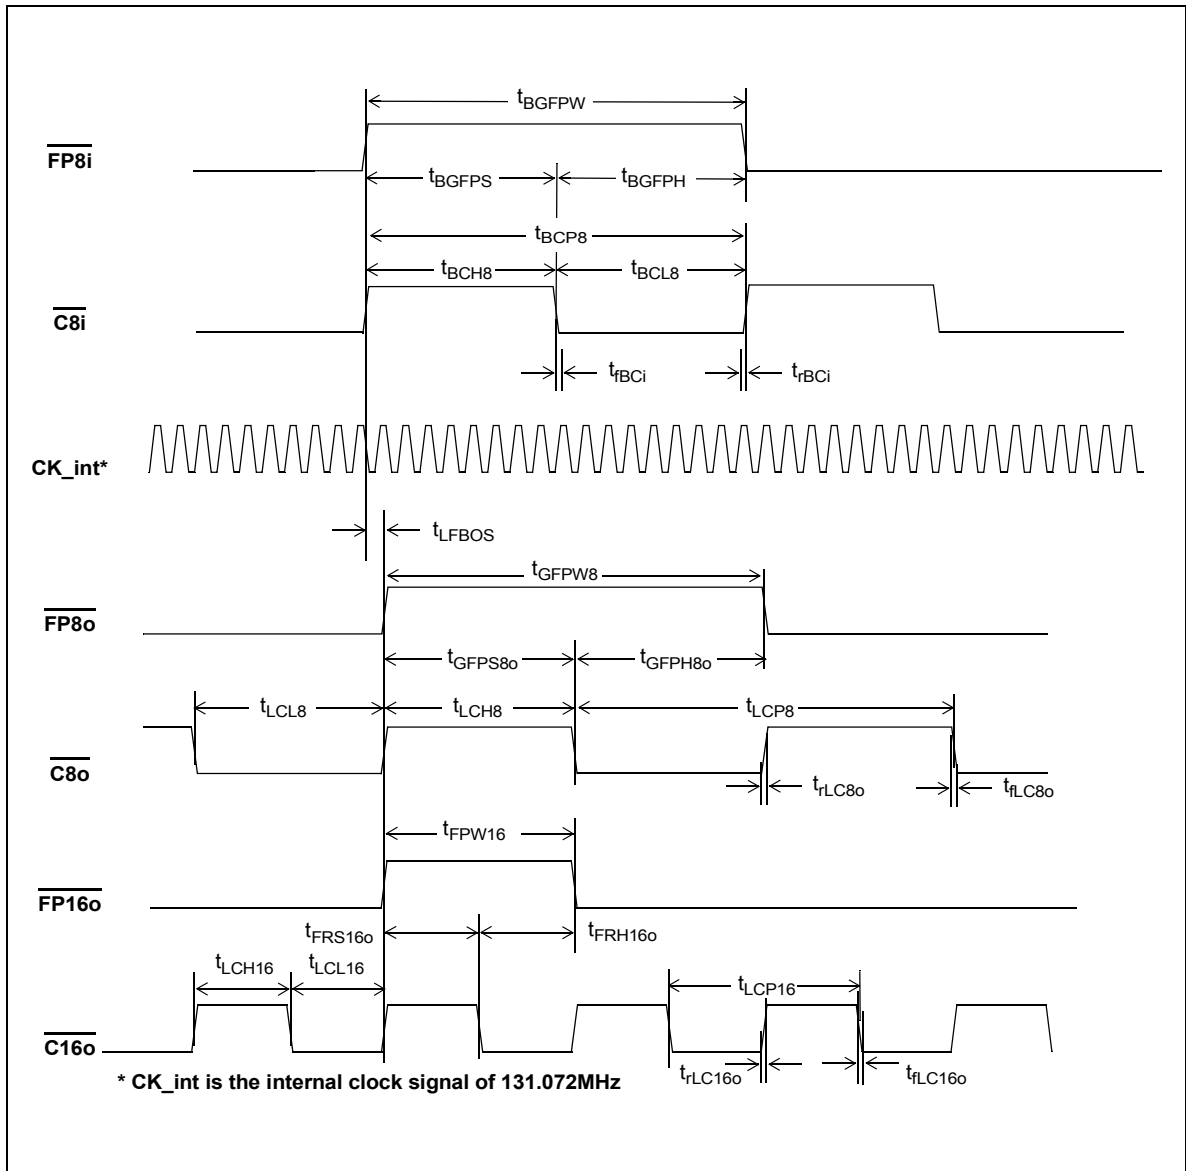 tBGFPW
FP8i
tBGFPS tBGFPH
tBCP8
tBCH8 tBCL8
C8i
tfBCi trBCi
CK_int*
tLFBOS
tGFPW8
FP8o
tGFPS8o tGFPH8o
tLCL8 tLCH8 tLCP8
C8o
trLC8o tfLC8o
tFPW16
FP16o
tFRS16o tFRH16o
tLCH16 tLCL16 tLCP16
C16o
trLC16o tfLC16o
* CK_int is the internal clock signal of 131.072MHz